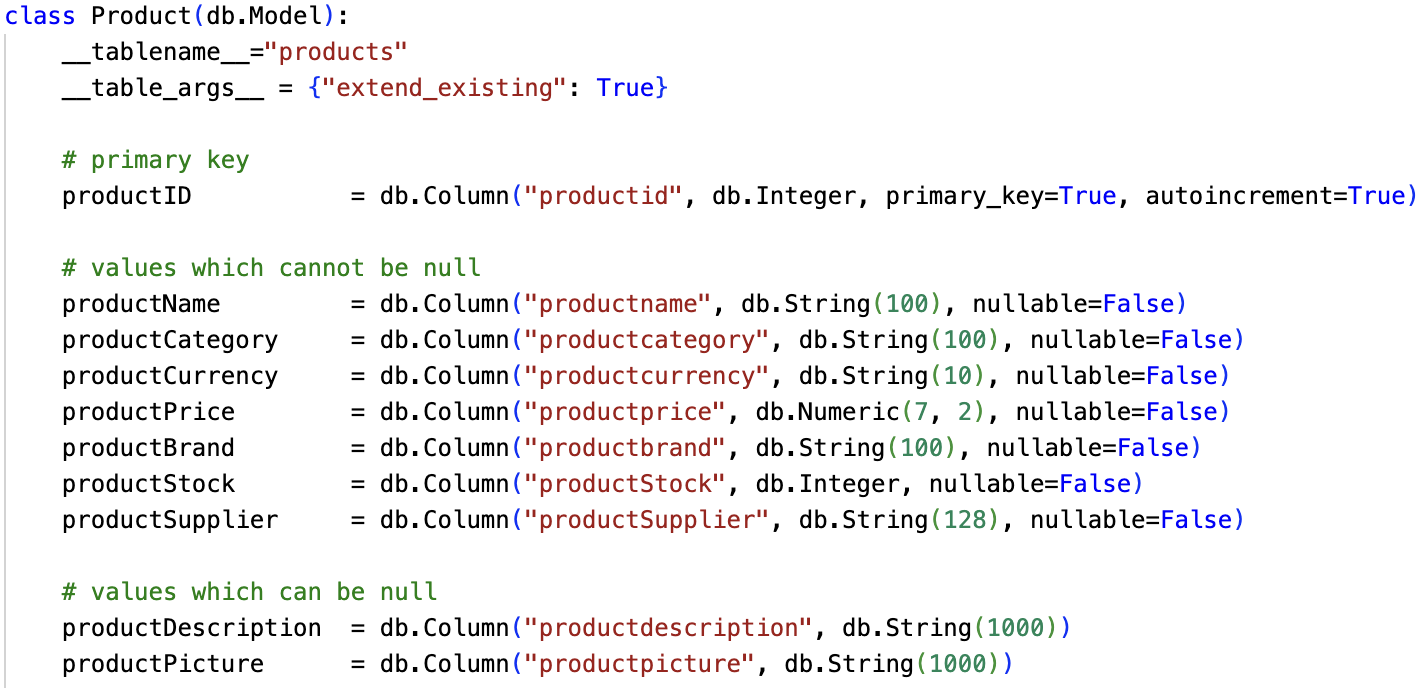 class Product(db.Model):
    __tablename__="products"
    __table_args__ = {"extend_existing": True}
    # primary key
    productID           = db.Column("productid", db.Integer, primary_key=True, autoincrement=True)
    # values which cannot be null
    productName         = db.Column("productname", db.String(100), nullable=False)
    productCategory     = db.Column("productcategory", db.String(100), nullable=False)
    productCurrency     = db.Column("productcurrency", db.String(10), nullable=False)
    productPrice        = db.Column("productprice", db.Numeric(7, 2), nullable=False)
    productBrand        = db.Column("productbrand", db.String(100), nullable=False)
    productStock        = db.Column("productStock", db.Integer, nullable=False)
    productSupplier     = db.Column("productSupplier", db.String(128), nullable=False)
    # values which can be null
    productDescription  = db.Column("productdescription", db.String(1000))
    productPicture      = db.Column("productpicture", db.String(1000))